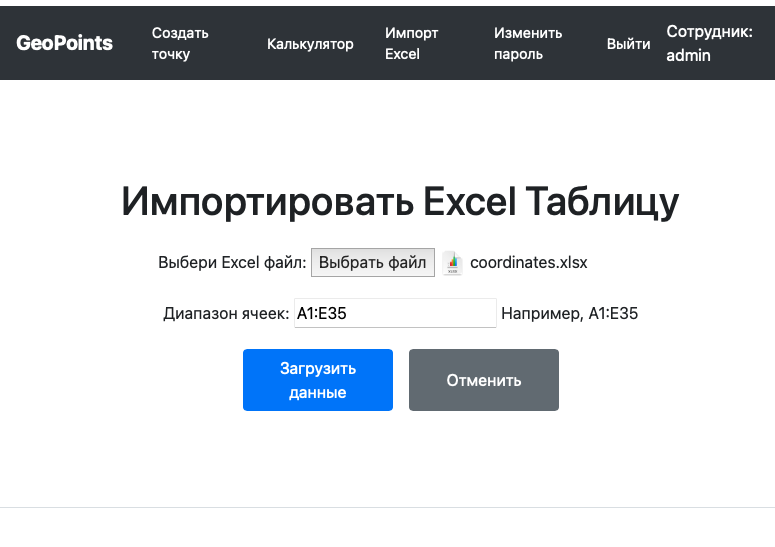 GeoPoints
Создать
точку
Калькулятор
Импорт
Excel
Изменить
пароль
Выйти
Сотрудник:
admin
Импортировать Excel Таблицу
Выбери Excel файл: Выбрать файл coordinates.xlsx
Диапазон ячеек: A1:E35 Например, A1:E35
Загрузить
данные
Отменить